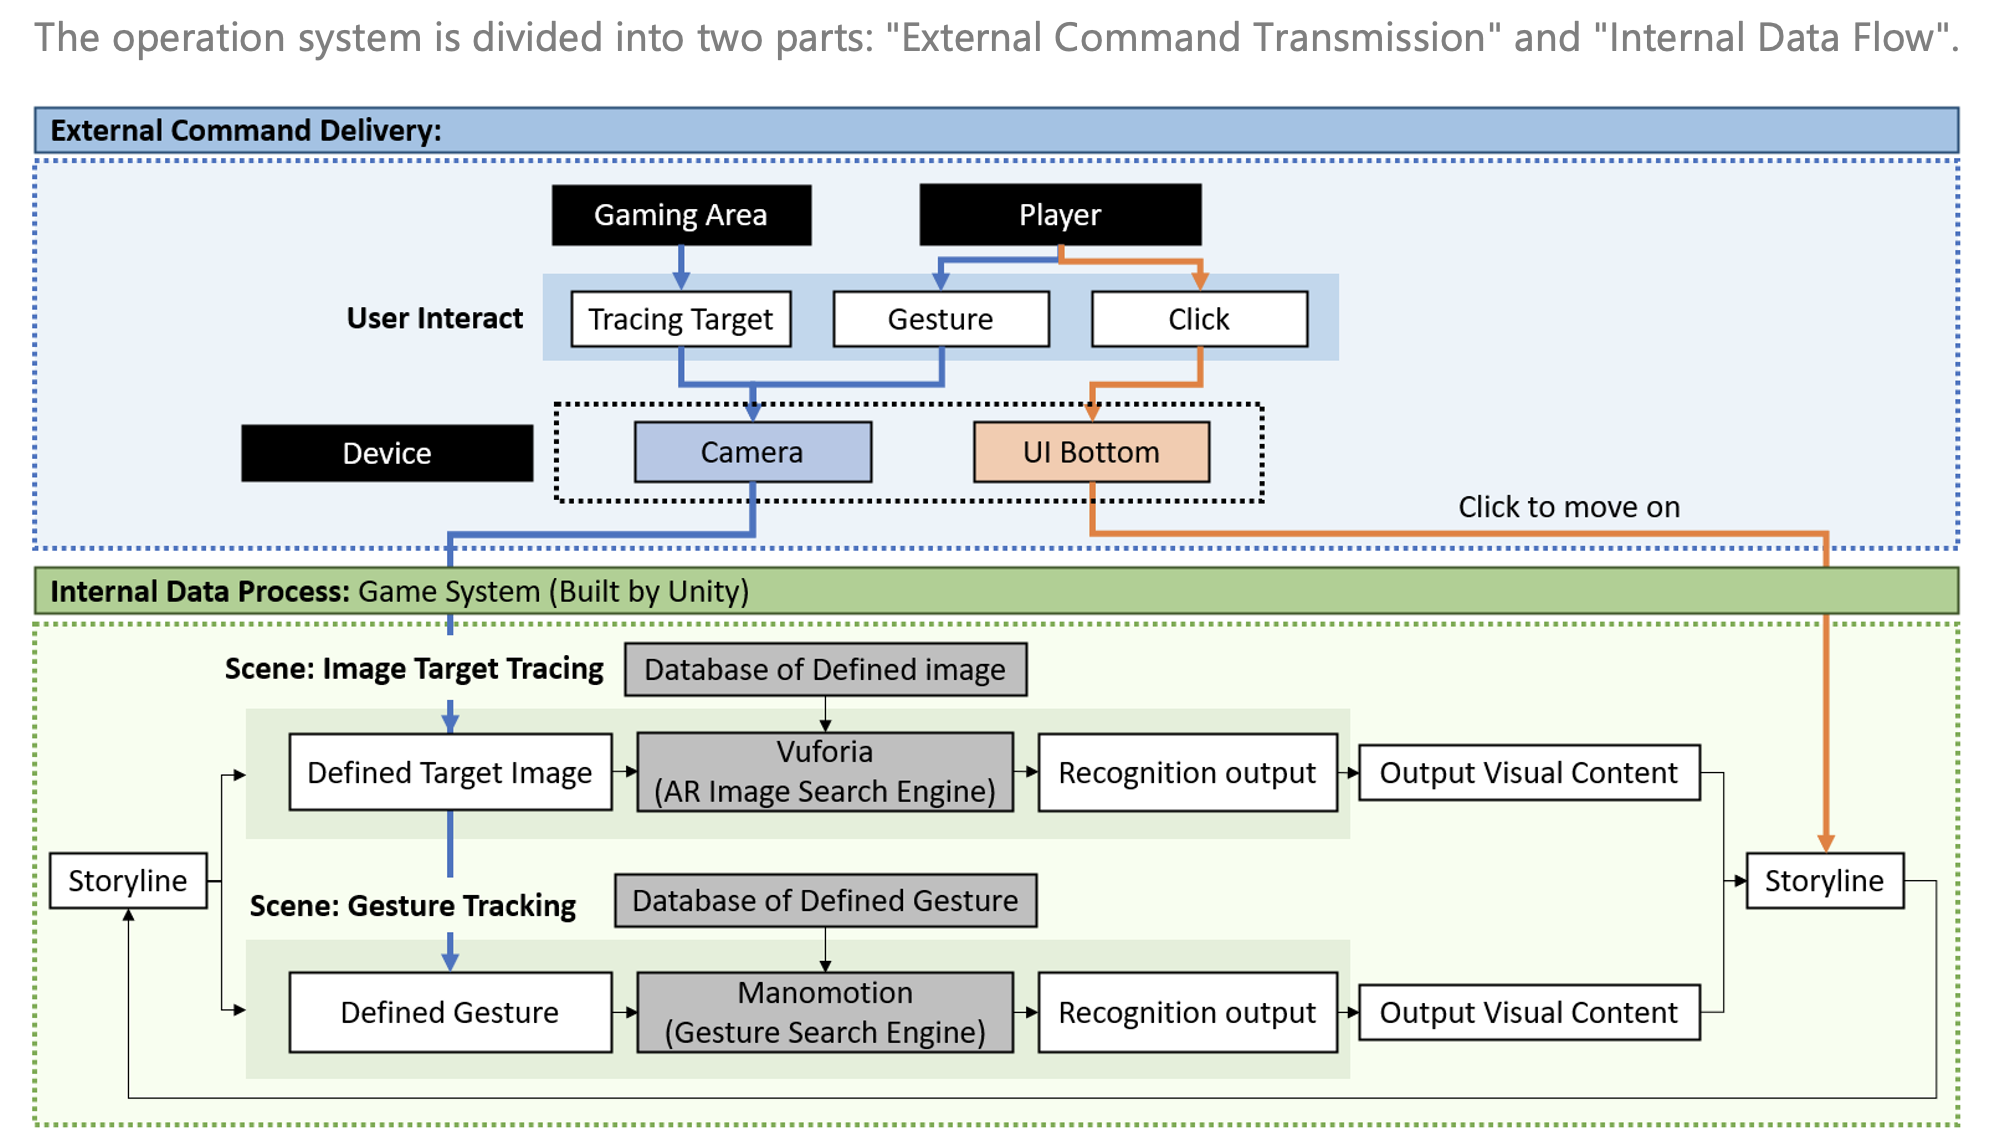 The operation system is divided into two parts: "External Command Transmission" and "Internal Data Flow".
External Command Delivery:
Gaming Area
Player
User Interact
Tracing Target
Gesture
Click
Device
Camera
UI Bottom
Click to move on
Internal Data Process: Game System (Built by Unity)
Scene: Image Target Tracing
Database of Defined image
Defined Target Image
Vuforia
(AR Image Search Engine)
Recognition output
Output Visual Content
Storyline
Storyline
Scene: Gesture Tracking
Database of Defined Gesture
Defined Gesture
Manomotion
(Gesture Search Engine)
Recognition output
Output Visual Content